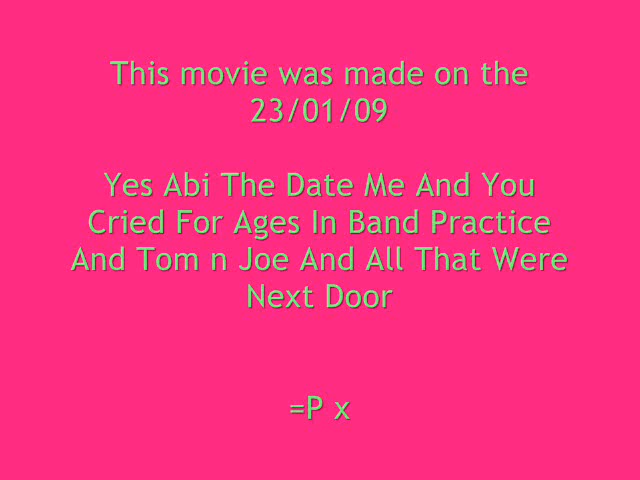 This movie was made on the
23/01/09
Yes Abi The Date Me And You
Cried For Ages In Band Practice
And Tom n Joe And All That Were
Next Door
=P x